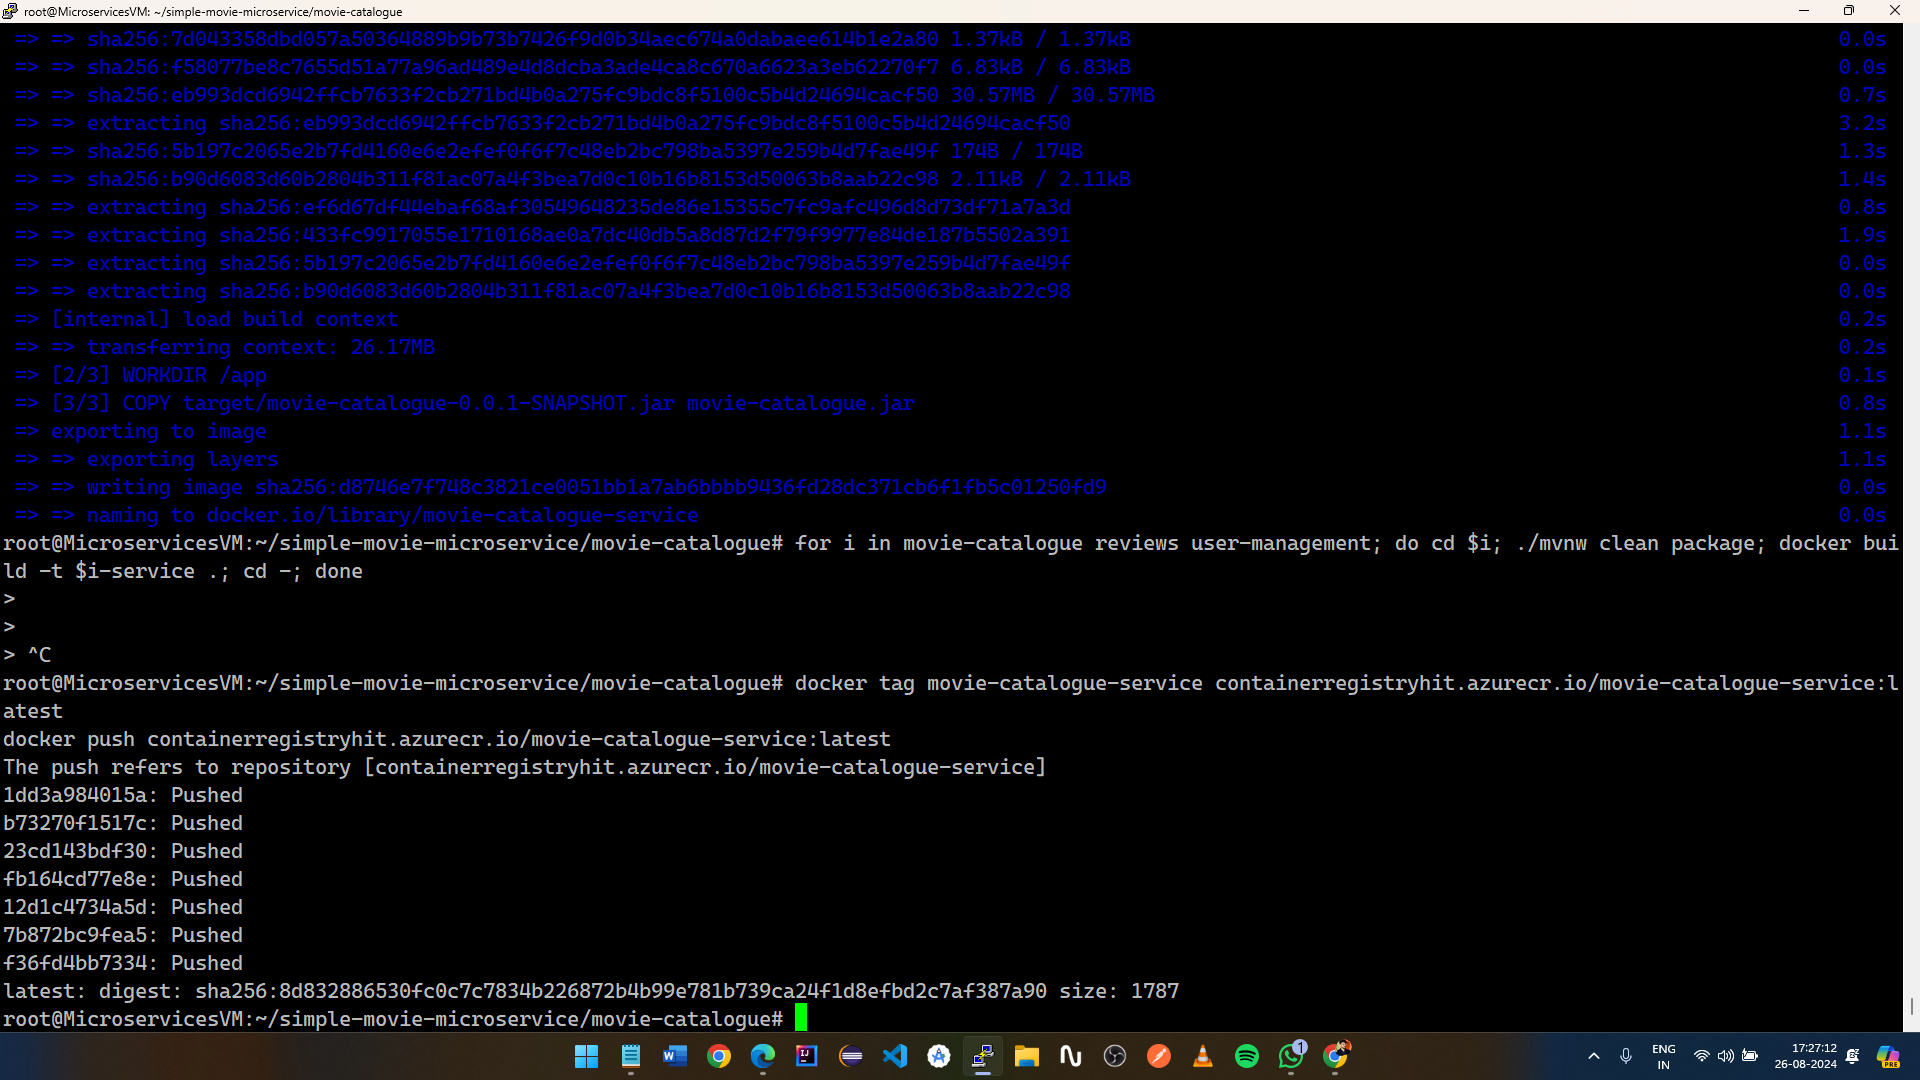 root@MicroservicesVM: ~/simple-movie-microservice/movie-catalogue
=> => sha256:7d043358dbd057a50364889b9b73b7426f9d0b34aec674a0dabaee614b1e2a80 1.37kB / 1.37kB 0.0s
=> => sha256:f58077be8c7655d51a77a96ad489e4d8dcba3ade4ca8c670a6623a3eb62270f7 6.83kB / 6.83kB 0.0s
=> => sha256:eb993dcd6942ffcb7633f2cb271bd4b0a275fc9bdc8f5100c5b4d24694cacf50 30.57MB / 30.57MB 0.7s
=> => extracting sha256:eb993dcd6942ffcb7633f2cb271bd4b0a275fc9bdc8f5100c5b4d24694cacf50 3.2s
=> => sha256:5b197c2065e2b7fd4160e6e2efef0f6f7c48eb2bc798ba5397e259b4d7fae49f 174B / 174B 1.3s
=> => sha256:b90d6083d60b2804b311f81ac07a4f3bea7d0c10b16b8153d50063b8aab22c98 2.11kB / 2.11kB 1.4s
=> => extracting sha256:ef6d67df44ebaf68af30549648235de86e15355c7fc9afc496d8d73df71a7a3d 0.8s
=> => extracting sha256:433fc9917055e1710168ae0a7dc40db5a8d87d2f79f9977e84de187b5502a391 1.9s
=> => extracting sha256:5b197c2065e2b7fd4160e6e2efef0f6f7c48eb2bc798ba5397e259b4d7fae49f 0.0s
=> => extracting sha256:b90d6083d60b2804b311f81ac07a4f3bea7d0c10b16b8153d50063b8aab22c98 0.0s
=> [internal] load build context 0.2s
=> => transferring context: 26.17MB 0.2s
=> [2/3] WORKDIR /app 0.1s
=> [3/3] COPY target/movie-catalogue-0.0.1-SNAPSHOT.jar movie-catalogue.jar 0.8s
=> exporting to image 1.1s
=> => exporting layers 1.1s
=> => writing image sha256:d8746e7f748c3821ce0051bb1a7ab6bbbb9436fd28dc371cb6f1fb5c01250fd9 0.0s
=> => naming to docker.io/library/movie-catalogue-service 0.0s
root@MicroservicesVM:~/simple-movie-microservice/movie-catalogue# for i in movie-catalogue reviews user-management; do cd $i; ./mvnw clean package; docker bui
ld -t $i-service .; cd -; done
>
>
> ^C
root@MicroservicesVM:~/simple-movie-microservice/movie-catalogue# docker tag movie-catalogue-service containerregistryhit.azurecr.io/movie-catalogue-service:l
atest
docker push containerregistryhit.azurecr.io/movie-catalogue-service:latest
The push refers to repository [containerregistryhit.azurecr.io/movie-catalogue-service]
1dd3a984015a: Pushed
b73270f1517c: Pushed
23cd143bdf30: Pushed
fb164cd77e8e: Pushed
12d1c4734a5d: Pushed
7b872bc9fea5: Pushed
f36fd4bb7334: Pushed
latest: digest: sha256:8d832886530fc0c7c7834b226872b4b99e781b739ca24f1d8efbd2c7af387a90 size: 1787
root@MicroservicesVM:~/simple-movie-microservice/movie-catalogue#
ENG
IN
17:27:12
26-08-2024
1
PRE